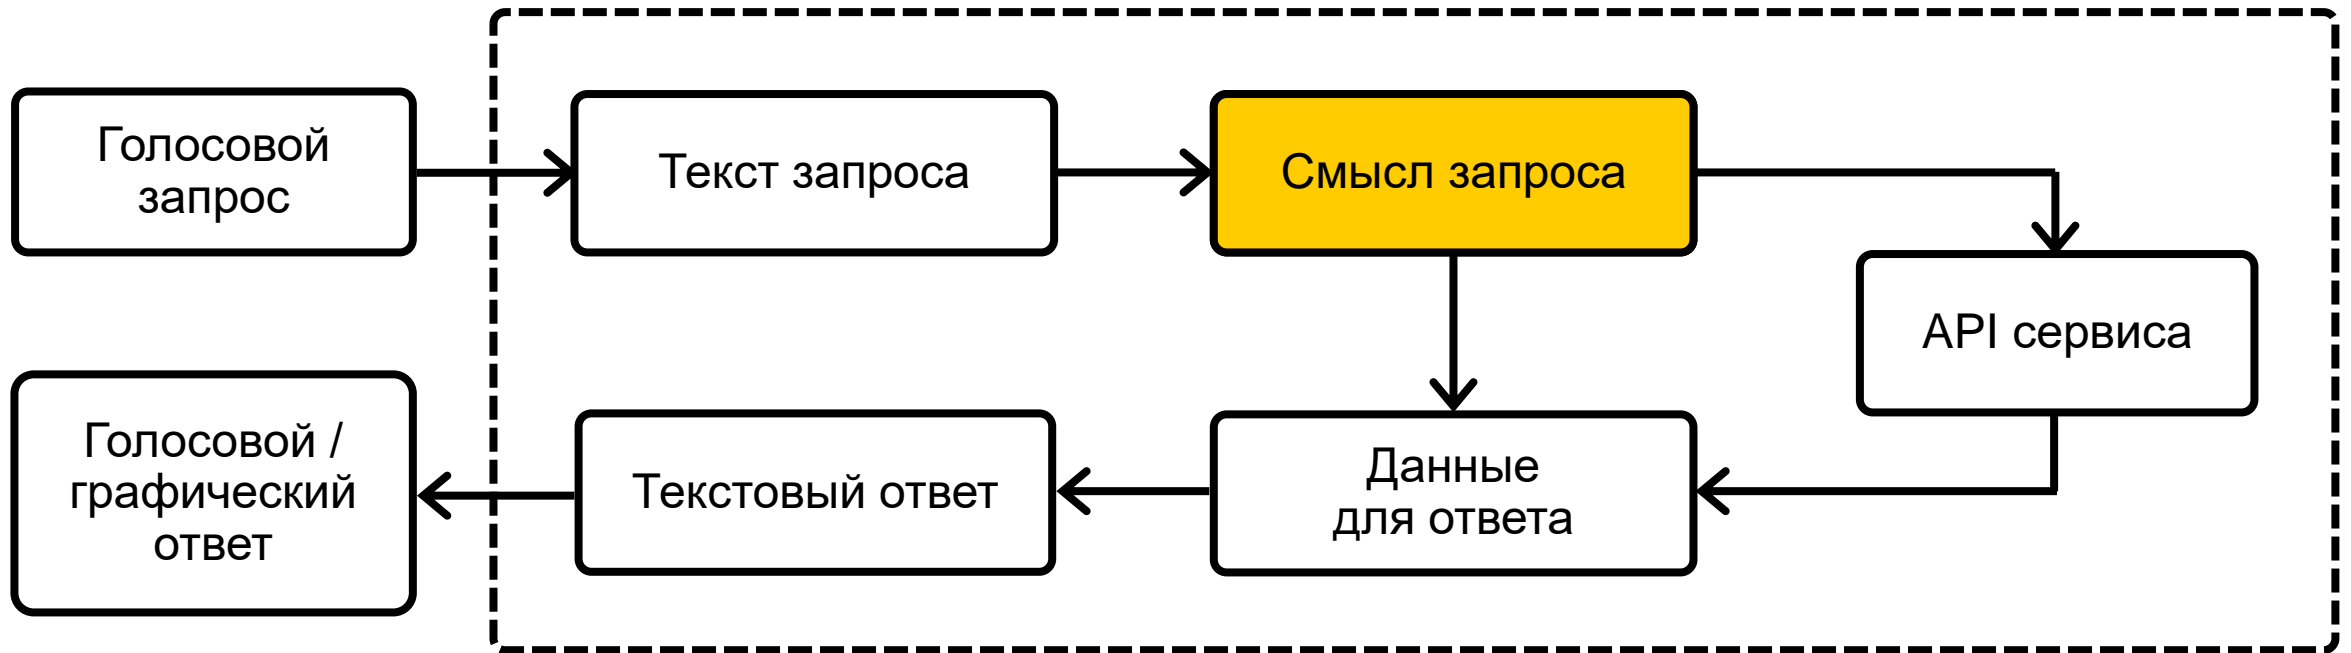 Голосовой
запрос
Текст запроса
Смысл запроса
API сервиса
Голосовой /
графический
ответ
Текстовый ответ
Данные
для ответа